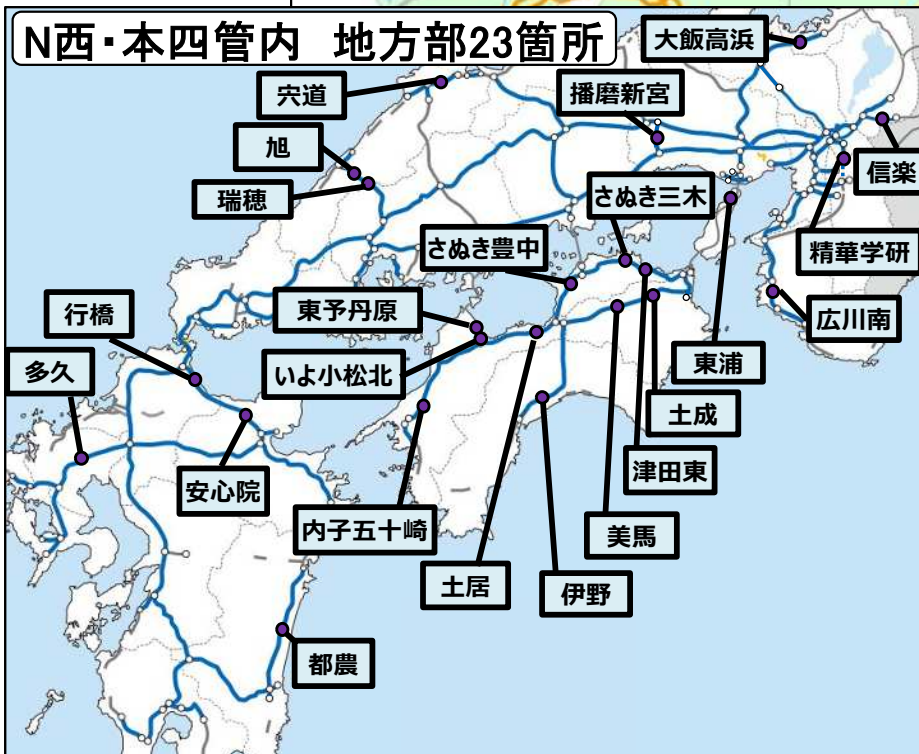 N西・本四管内 地方部23箇所
大飯高浜
宍道
播磨新宮
旭
信楽
瑞穂
さぬき三木
さぬき豊中
精華学研
東予丹原
行橋
広川南
いよ小松北
東浦
多久
土成
津田東
安心院
内子五十崎
美馬
土居
伊野
都農